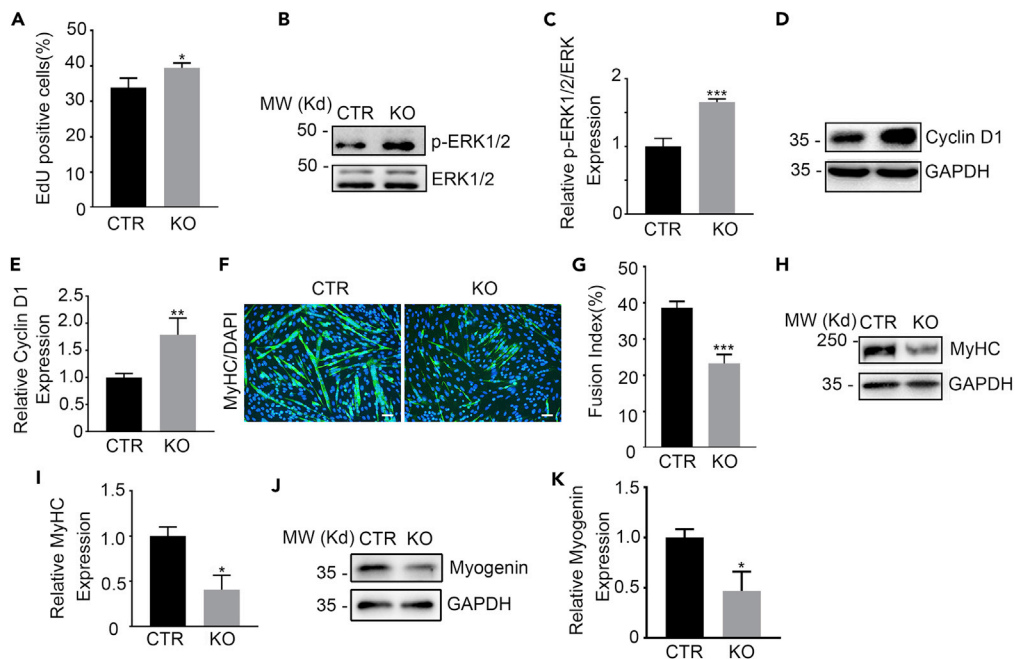 A
EdU positive cells(%)
50
40
30
20
10
0
*
CTR
KO
B
MW (Kd)
CTR
KO
50 -
p-ERK1/2
50 -
ERK1/2
C
Relative p-ERK1/2/ERK
Expression
2
1
0
***
CTR
KO
D
35 -
Cyclin D1
35 -
GAPDH
E
Relative Cyclin D1
Expression
2.5
2.0
1.5
1.0
0.5
0
**
CTR
KO
F
CTR
KO
MyHC/DAPI
G
Fusion Index(%)
50
40
30
20
10
0
***
CTR
KO
H
MW (Kd)
CTR
KO
250 -
MyHC
35 -
GAPDH
I
Relative MyHC
Expression
1.5
1.0
0.5
0
*
CTR
KO
J
MW (Kd)
CTR
KO
35 -
Myogenin
35 -
GAPDH
K
Relative Myogenin
Expression
1.5
1.0
0.5
0.0
*
CTR
KO